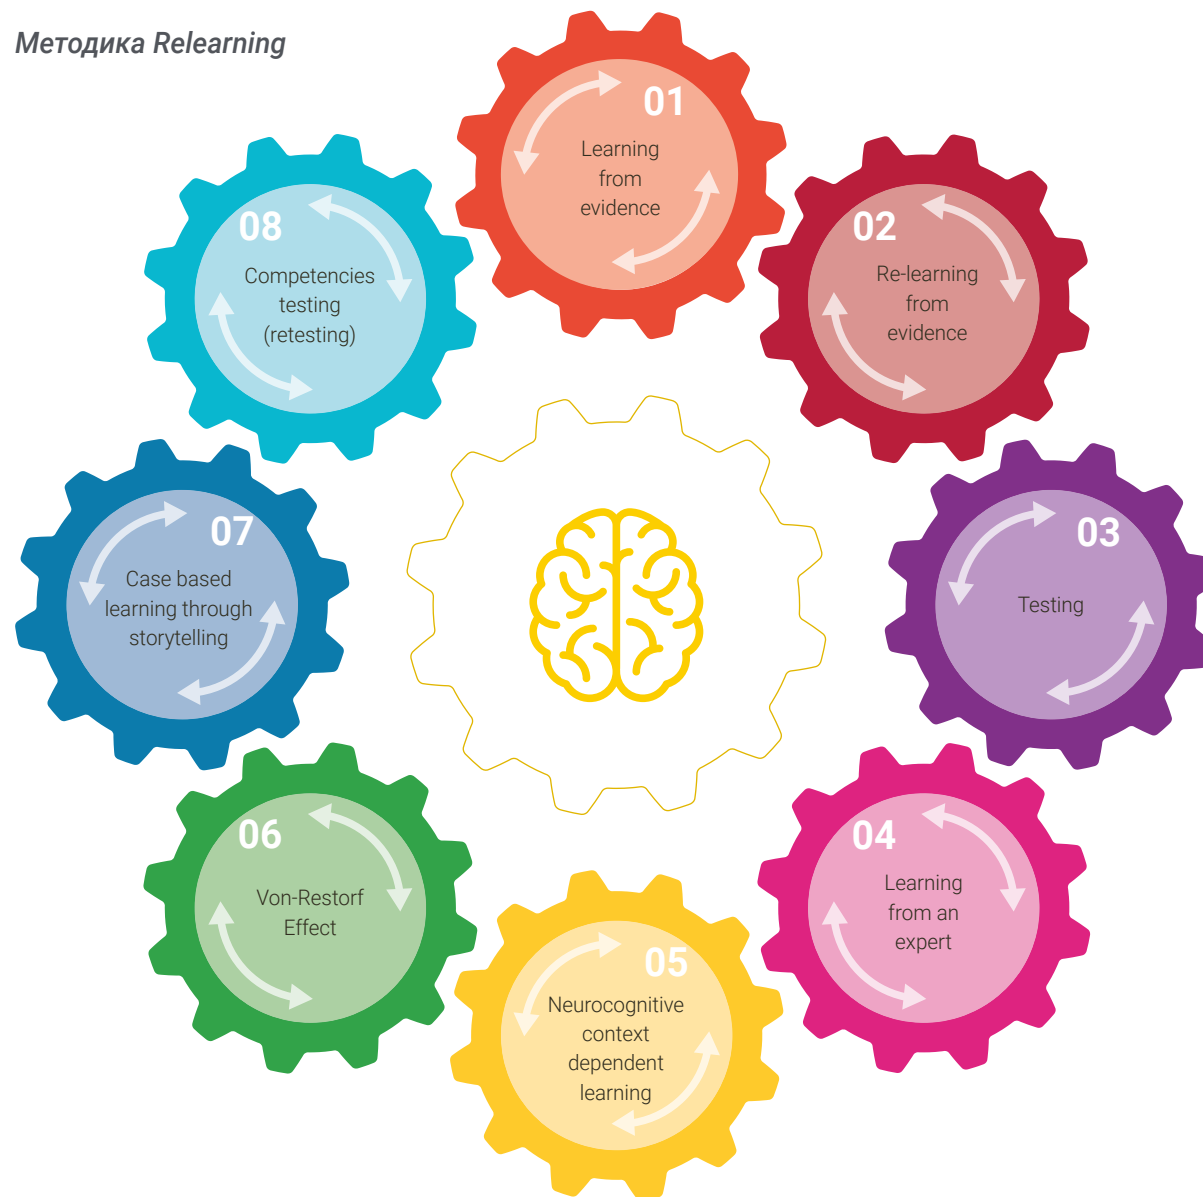 Методика Relearning
01
Learning
from
evidence
02
Re-learning
from
evidence
03
Testing
04
Learning
from an
expert
05
Neurocognitive
context
dependent
learning
06
Von-Restorf
Effect
07
Case based
learning through
storytelling
08
Competencies
testing
(retesting)